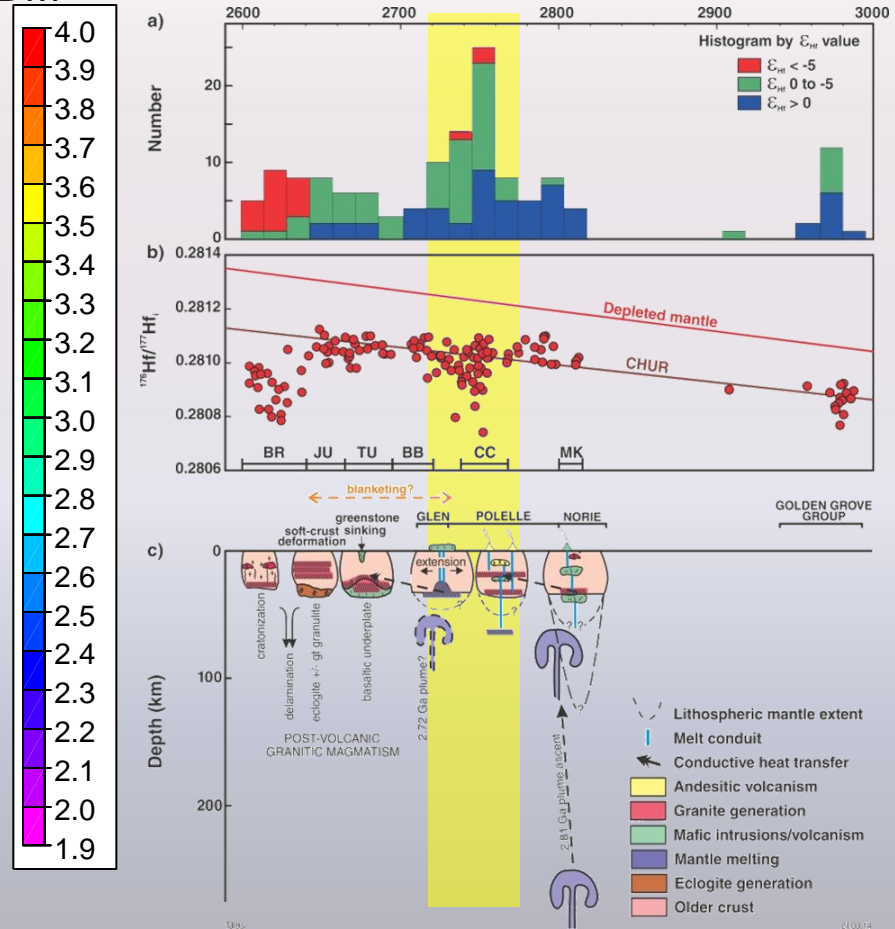 2600 2700 2800 2900 3000
a)
Histogram by εHf value
εHf < -5
εHf 0 to -5
εHf > 0
Number
20
10
0
4.0
3.9
3.8
3.7
3.6
3.5
3.4
3.3
3.2
3.1
3.0
2.9
2.8
2.7
2.6
2.5
2.4
2.3
2.2
2.1
2.0
1.9
b)
0.2814
0.2812
0.2810
0.2808
0.2806
176Hf/177Hfi
Depleted mantle
CHUR
BR JU TU BB CC MK
blanketing?
GLEN POLELLE NORIE
GOLDEN GROVE
GROUP
greenstone
sinking
soft-crust
deformation
c)
0
100
200
Depth (km)
extension
?
?
? ?
?
cratonization
delamination
eclogite +/- gt granulite
basaltic underplate
2.72 Ga plume?
2.81 Ga plume ascent
POST-VOLCANIC
GRANITIC MAGMATISM
Lithospheric mantle extent
Melt conduit
Conductive heat transfer
Andesitic volcanism
Granite generation
Mafic intrusions/volcanism
Mantle melting
Eclogite generation
Older crust